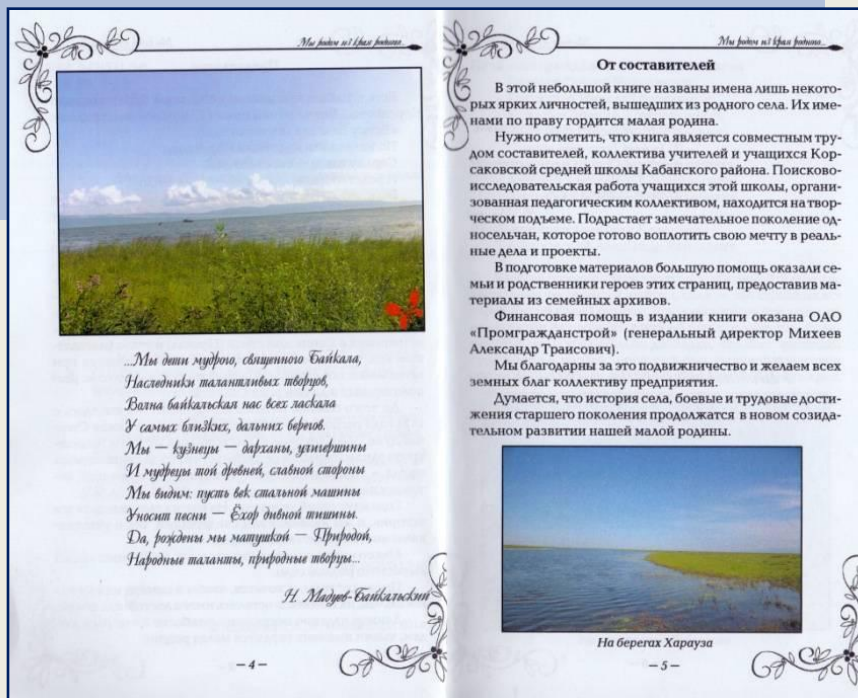 Мы родом из края родного...
...Мы дети мудрого, священного Байкала,
Наследники талантливых творцов,
Волна байкальская нас всех ласкала
У самых близких, дальних берегов.
Мы — кузнецы — дарханы, улигершины
И мудрецы той древней, славной стороны
Мы видим: пусть век стальной машины
Уносит песни — Ёхор дивной тишины.
Да, рождены мы матушкой — Природой,
Народные таланты, природные творцы...
Н. Мадуев-Байкальский
— 4 —
Мы родом из края родного...
От составителей
В этой небольшой книге названы имена лишь некото-
рых ярких личностей, вышедших из родного села. Их име-
нами по праву гордится малая родина.
Нужно отметить, что книга является совместным тру-
дом составителей, коллектива учителей и учащихся Кор-
саковской средней школы Кабанского района. Поисково-
исследовательская работа учащихся этой школы, органи-
зованная педагогическим коллективом, находится на твор-
ческом подъеме. Подрастает замечательное поколение од-
носельчан, которое готово воплотить свою мечту в реаль-
ные дела и проекты.
В подготовке материалов большую помощь оказали се-
мьи и родственники героев этих страниц, предоставив ма-
териалы из семейных архивов.
Финансовая помощь в издании книги оказана ОАО
«Промгражданстрой» (генеральный директор Михеев
Александр Траисович).
Мы благодарны за это подвижничество и желаем всех
земных благ коллективу предприятия.
Думается, что история села, боевые и трудовые дости-
жения старшего поколения продолжатся в новом созида-
тельном развитии нашей малой родины.
На берегах Харауза
— 5 —